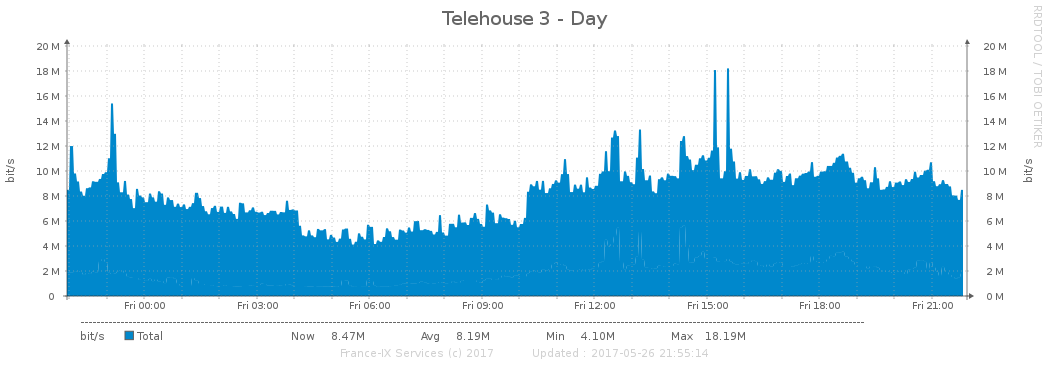 Telehouse 3 - Day
RRDTOOL / TOBI OETIKER
20 M 20 M
18 M 18 M
16 M 16 M
14 M 14 M
12 M 12 M
10 M 10 M
8 M 8 M
6 M 6 M
4 M 4 M
2 M 2 M
0 0 M
bit/s bit/s
Fri 00:00 Fri 03:00 Fri 06:00 Fri 09:00 Fri 12:00 Fri 15:00 Fri 18:00 Fri 21:00
bit/s Total Now 8.47M Avg 8.19M Min 4.10M Max 18.19M
France-IX Services (c) 2017 Updated : 2017-05-26 21:55:14